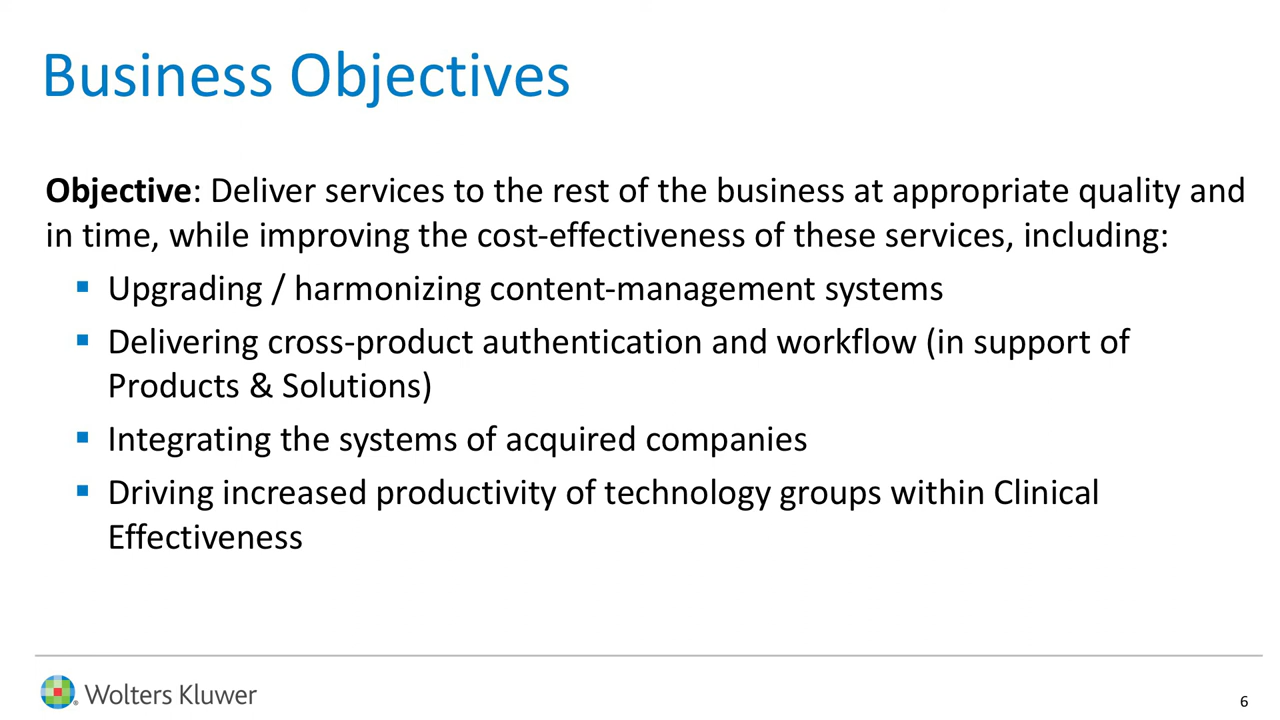 Business Objectives
Objective: Deliver services to the rest of the business at appropriate quality and
in time, while improving the cost-effectiveness of these services, including:
▪ Upgrading / harmonizing content-management systems
▪ Delivering cross-product authentication and workflow (in support of
Products & Solutions)
▪ Integrating the systems of acquired companies
▪ Driving increased productivity of technology groups within Clinical
Effectiveness
® Wolters Kluwer
6